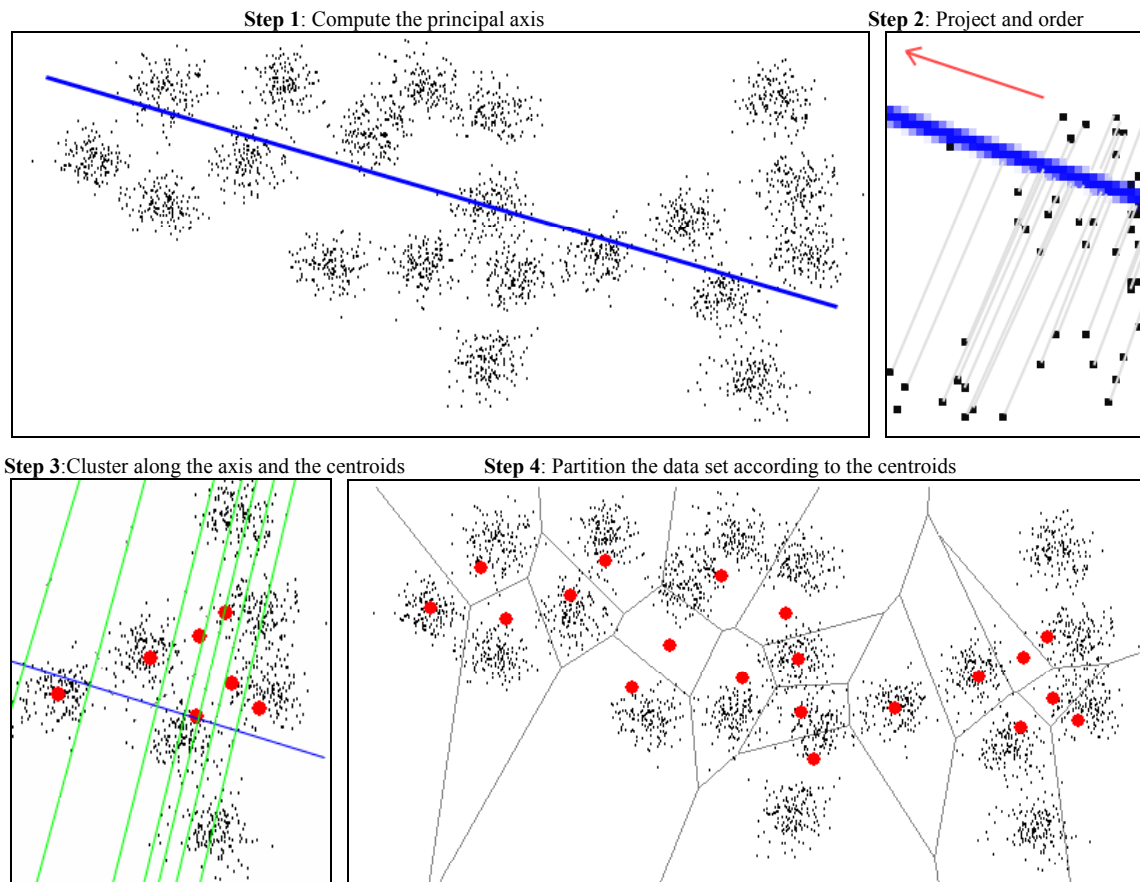 Step 1: Compute the principal axis
Step 2: Project and order
Step 3:Cluster along the axis and the centroids
Step 4: Partition the data set according to the centroids